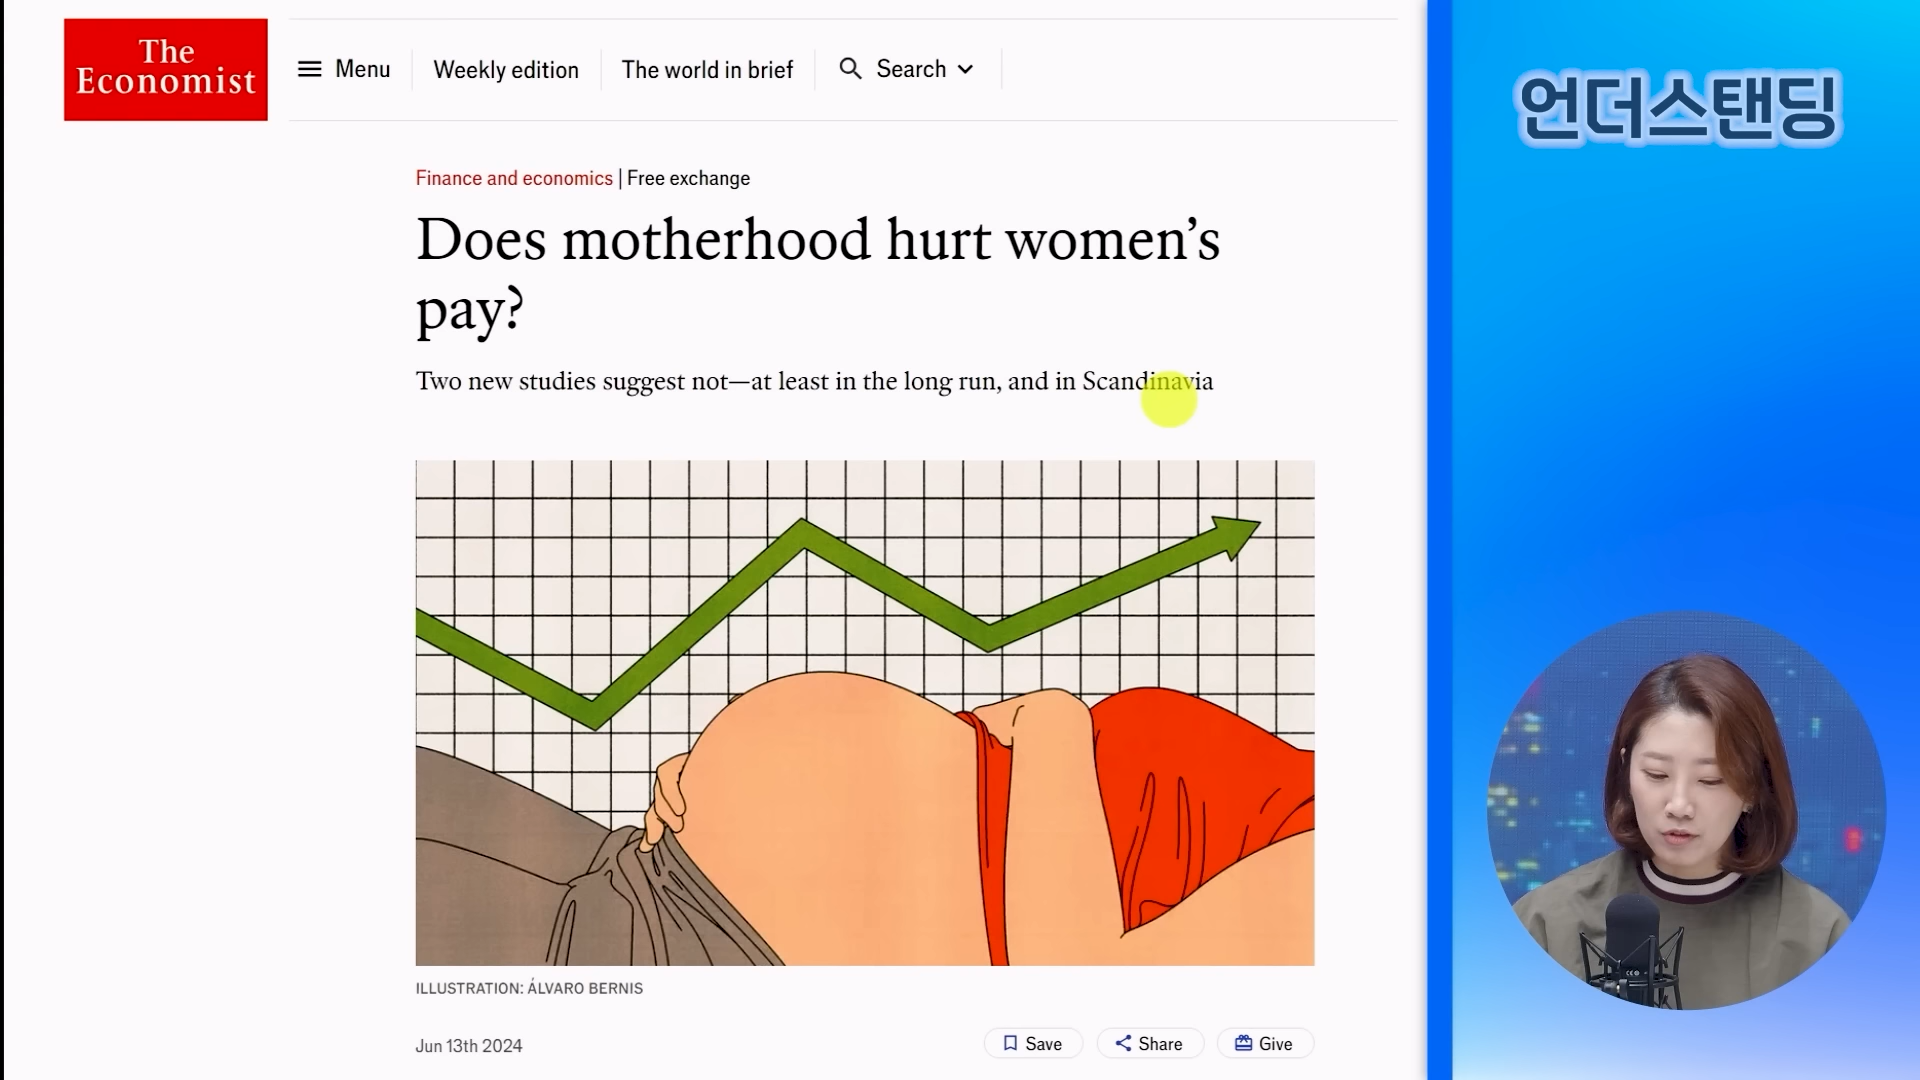 The
Economist
Menu
Weekly edition
The world in brief
Search
언더스탠딩
Finance and economics | Free exchange
Does motherhood hurt women’s
pay?
Two new studies suggest not—at least in the long run, and in Scandinavia
ILLUSTRATION: ÁLVARO BERNIS
Jun 13th 2024
Save
Share
Give